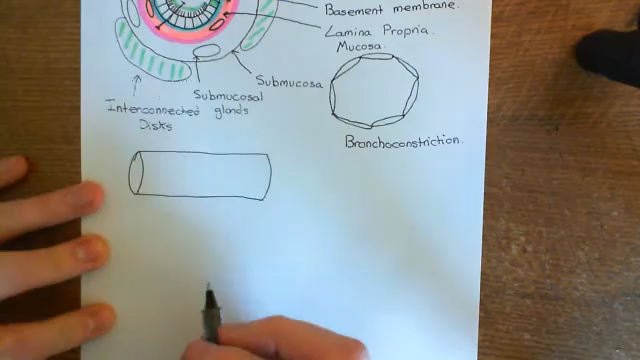 Basement membrane.
Lamina Propria.
Mucosa.
Submucosa
Submucosal
glands
Interconnected
Disks
Bronchoconstriction.